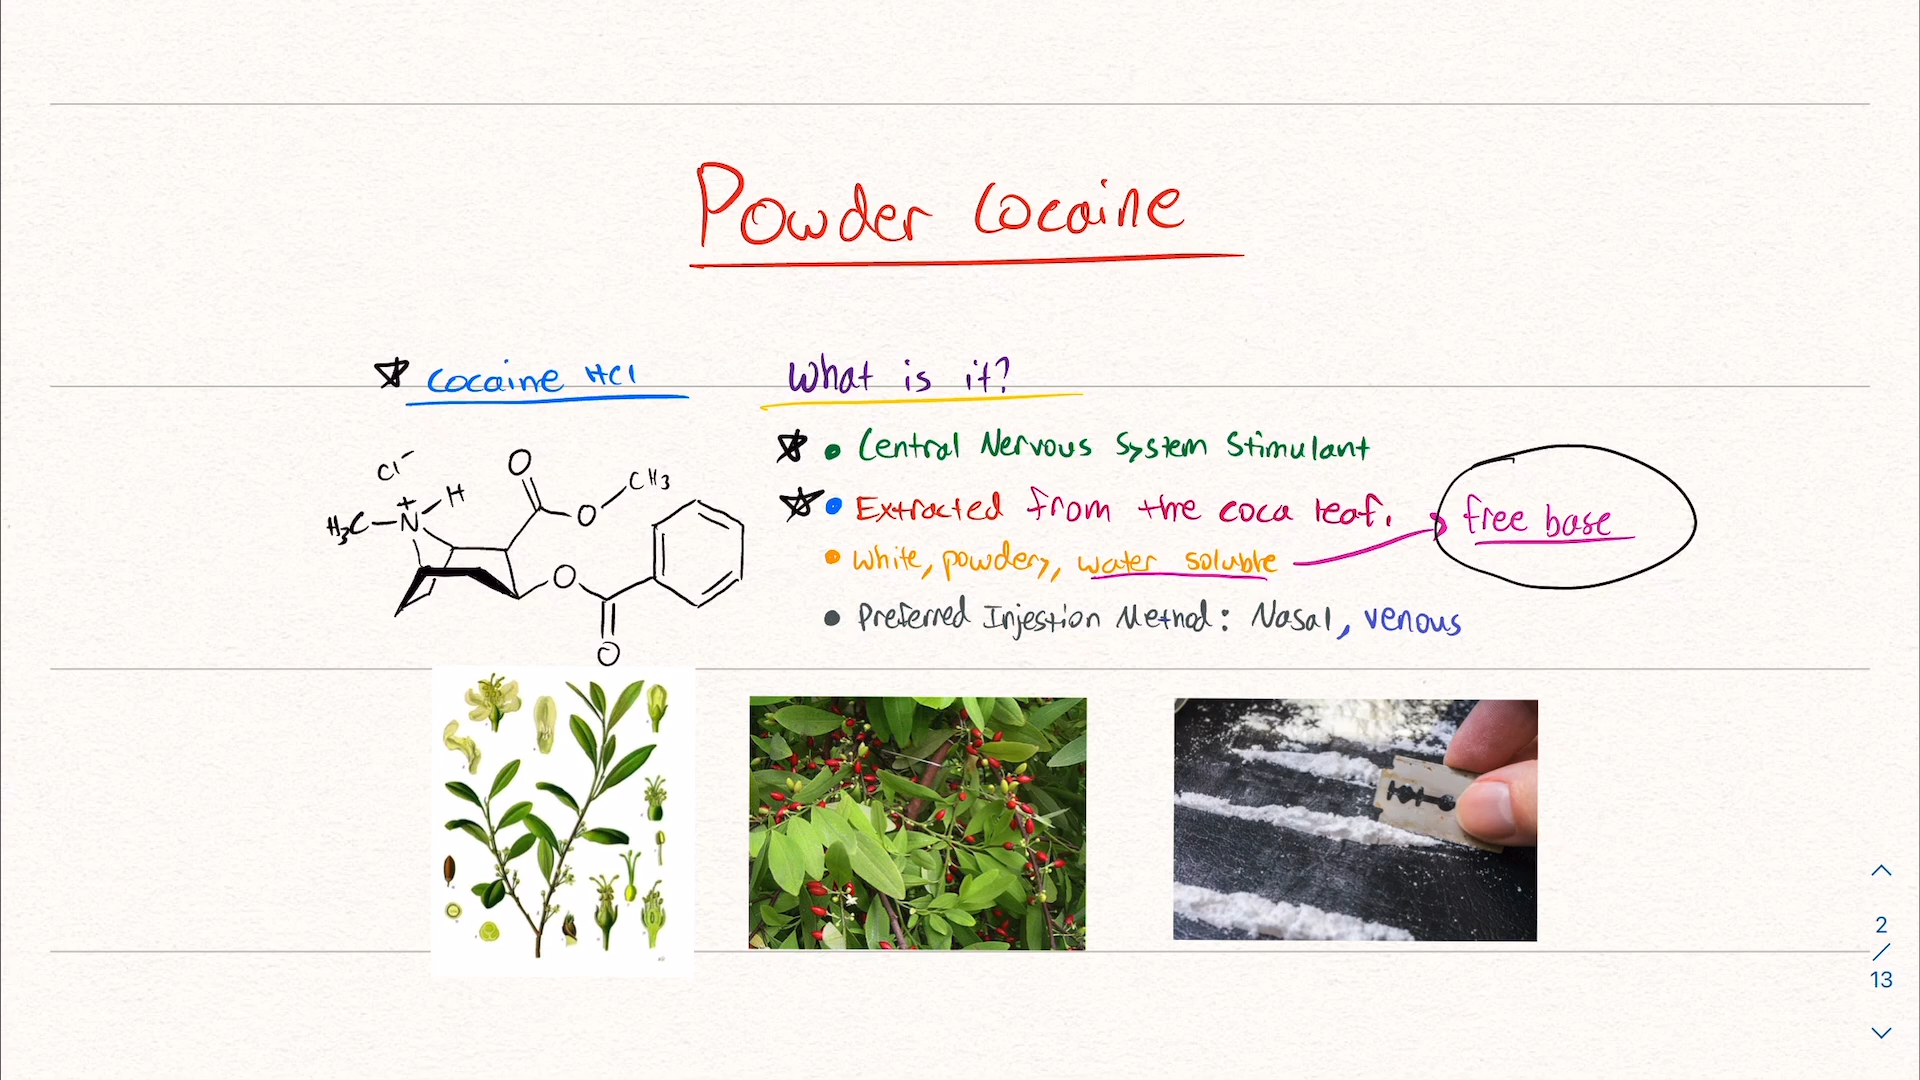 Powder Cocaine
Cocaine HCl
What is it?
Central Nervous System Stimulant
Extracted from the coca leaf.
free base
White, powdery, water soluble
Preferred Injestion Method: Nasal, venous
Cl-
H3C-N+-H
O
O
CH3
O
O
2
/
13